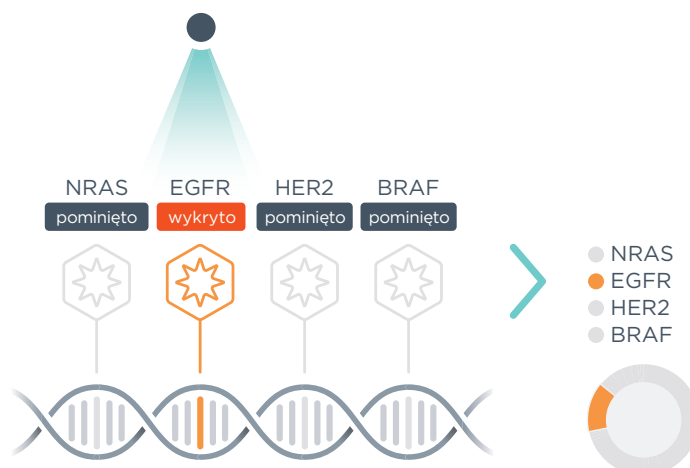 NRAS EGFR HER2 BRAF
pominięto wykryto pominięto pominięto
NRAS
EGFR
HER2
BRAF